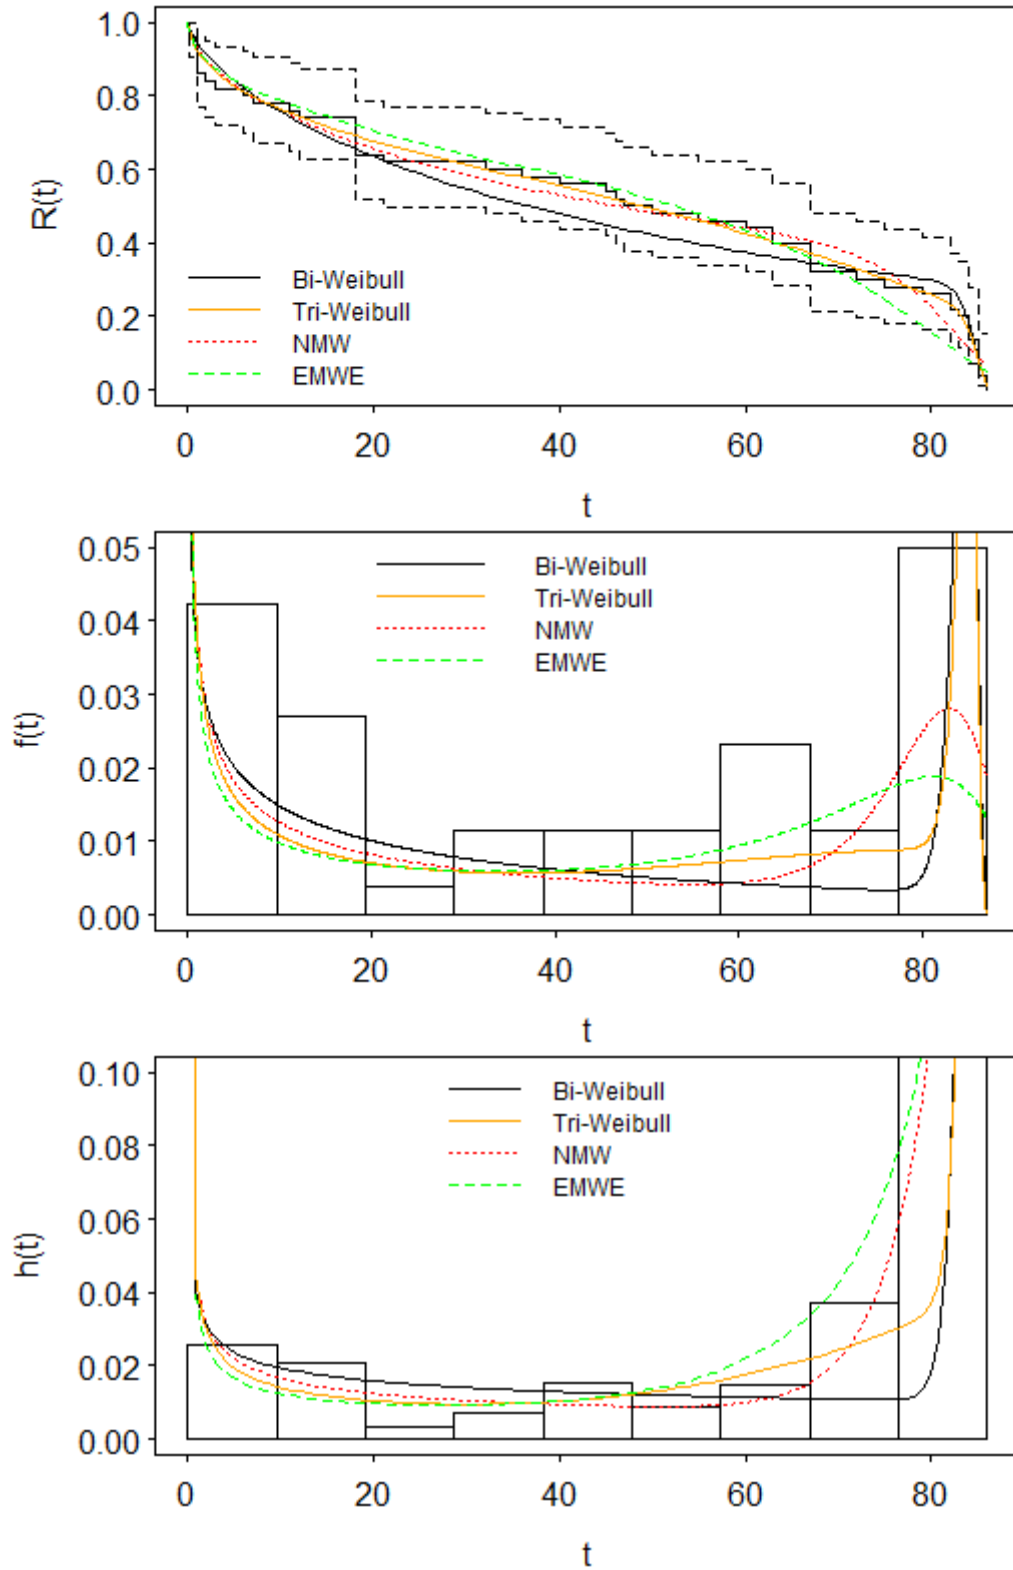 1.0
0.8
0.6
0.4
0.2
0.0
R(t)
Bi-Weibull
Tri-Weibull
NMW
EMWE
0 20 40 60 80
t
0.05
0.04
0.03
0.02
0.01
0.00
f(t)
Bi-Weibull
Tri-Weibull
NMW
EMWE
0 20 40 60 80
t
0.10
0.08
0.06
0.04
0.02
0.00
h(t)
Bi-Weibull
Tri-Weibull
NMW
EMWE
0 20 40 60 80
t